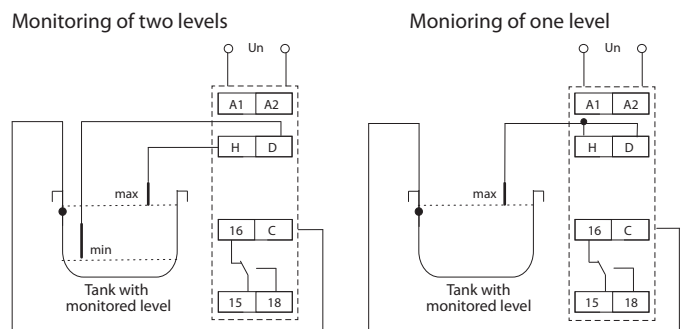 Monitoring of two levels
Un
A1 A2
H D
max
min
16 C
Tank with
monitored level
15 18
Monioring of one level
Un
A1 A2
H D
max
16 C
Tank with
monitored level
15 18